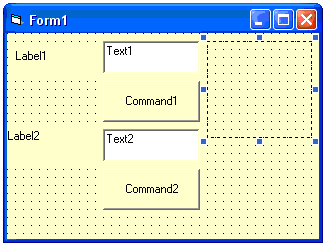 Form1
Label1
Text1
Command1
Label2
Text2
Command2